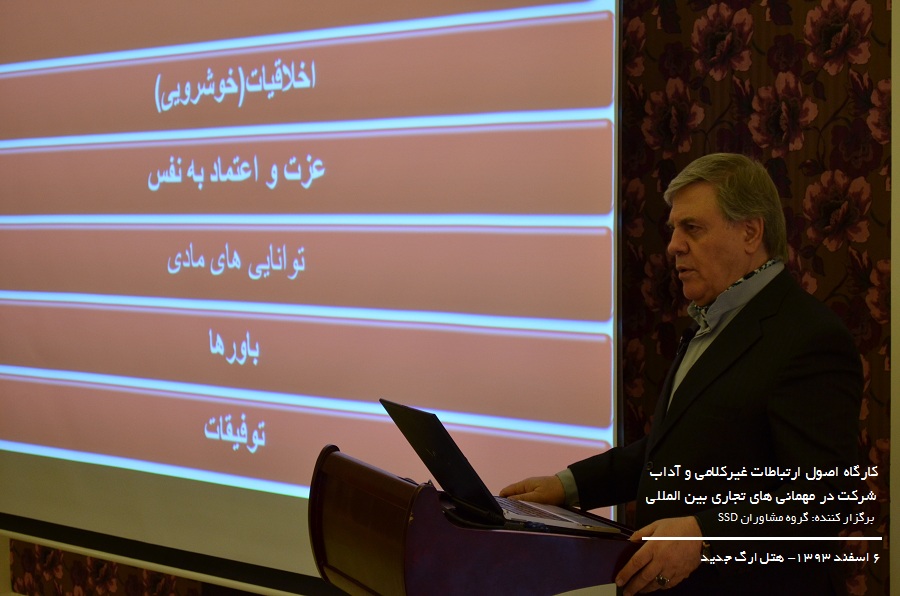 اخلاقیات(خوشرویی)
عزت و اعتماد به نفس
توانایی های مادی
باورها
توفیقات
کارگاه اصول ارتباطات غیرکلامی و آداب
شرکت در مهمانی های تجاری بین المللی
برگزار کننده: گروه مشاوران SSD
۶ اسفند ۱۳۹۳- هتل ارگ جدید